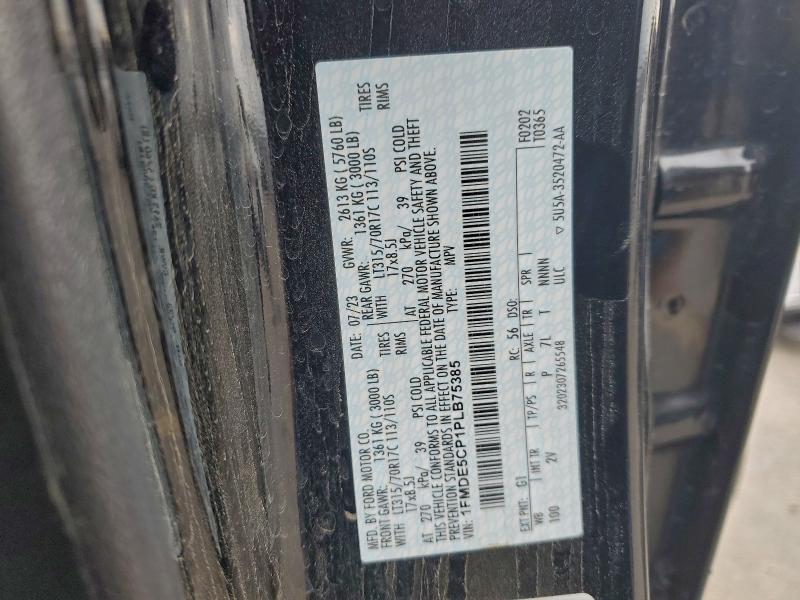 MFD. BY FORD MOTOR CO. DATE: 07/23 GVWR: 2613 KG ( 5760 LB)
FRONT GAWR: 1361 KG (3000 LB) REAR GAWR: 1361 KG (3000 LB)
WITH LT315/70R17C 113/110S TIRES WITH LT315/70R17C 113/110S TIRES
17x8.5J RIMS 17x8.5J RIMS
AT 270 kPa/ 39 PSI COLD AT 270 kPa/ 39 PSI COLD
THIS VEHICLE CONFORMS TO ALL APPLICABLE FEDERAL MOTOR VEHICLE SAFETY AND THEFT
PREVENTION STANDARDS IN EFFECT ON THE DATE OF MANUFACTURE SHOWN ABOVE.
VIN: 1FMDE5CP1PLB75385 TYPE: MPV
F0202
T0365
EXT PNT: G1 RC: 56 DSO:
WB INT TR TP/PS R AXLE TR SPR
100 2V P 7L T NNNN
3202307265548 ULC
▽ 5U5A-3520472-AA